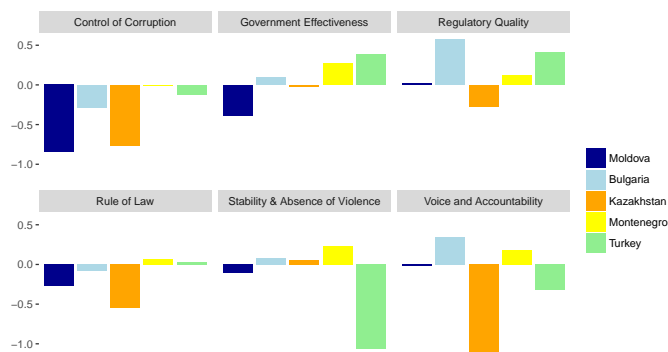 Control of Corruption
Government Effectiveness
Regulatory Quality
0.5
0.0
−0.5
−1.0
Rule of Law
Stability & Absence of Violence
Voice and Accountability
0.5
0.0
−0.5
−1.0
Moldova
Bulgaria
Kazakhstan
Montenegro
Turkey